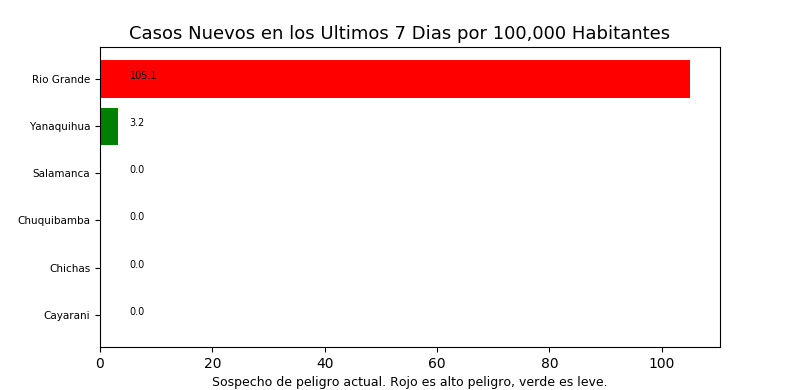 Casos Nuevos en los Ultimos 7 Dias por 100,000 Habitantes
Rio Grande 105.1
Yanaquihua 3.2
Salamanca 0.0
Chuquibamba 0.0
Chichas 0.0
Cayarani 0.0
0 20 40 60 80 100
Sospecho de peligro actual. Rojo es alto peligro, verde es leve.